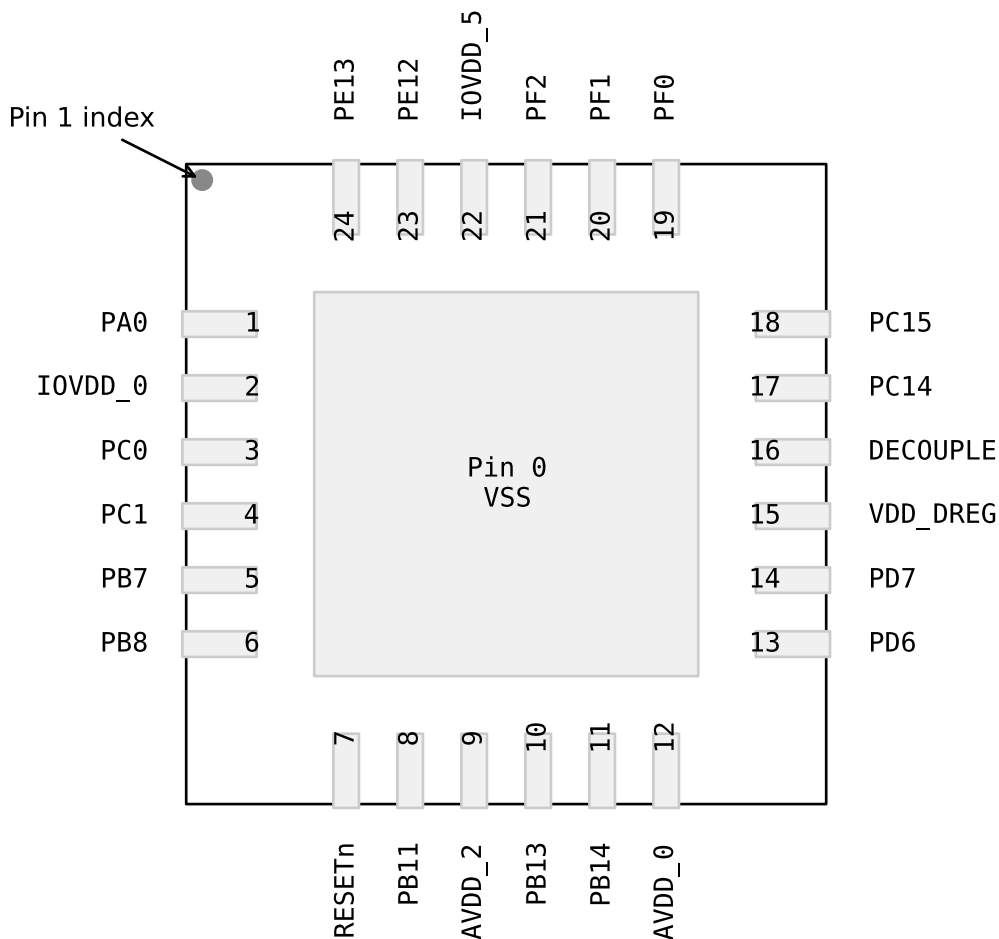 PE13
PE12
IOVDD_5
PF2
PF1
PF0
Pin 1 index
24
23
22
21
20
19
PA0 1
18 PC15
IOVDD_0 2
17 PC14
PC0 3
16 DECOUPLE
Pin 0
VSS
PC1 4
15 VDD_DREG
PB7 5
14 PD7
PB8 6
13 PD6
7
8
9
10
11
12
RESETn
PB11
AVDD_2
PB13
PB14
AVDD_0